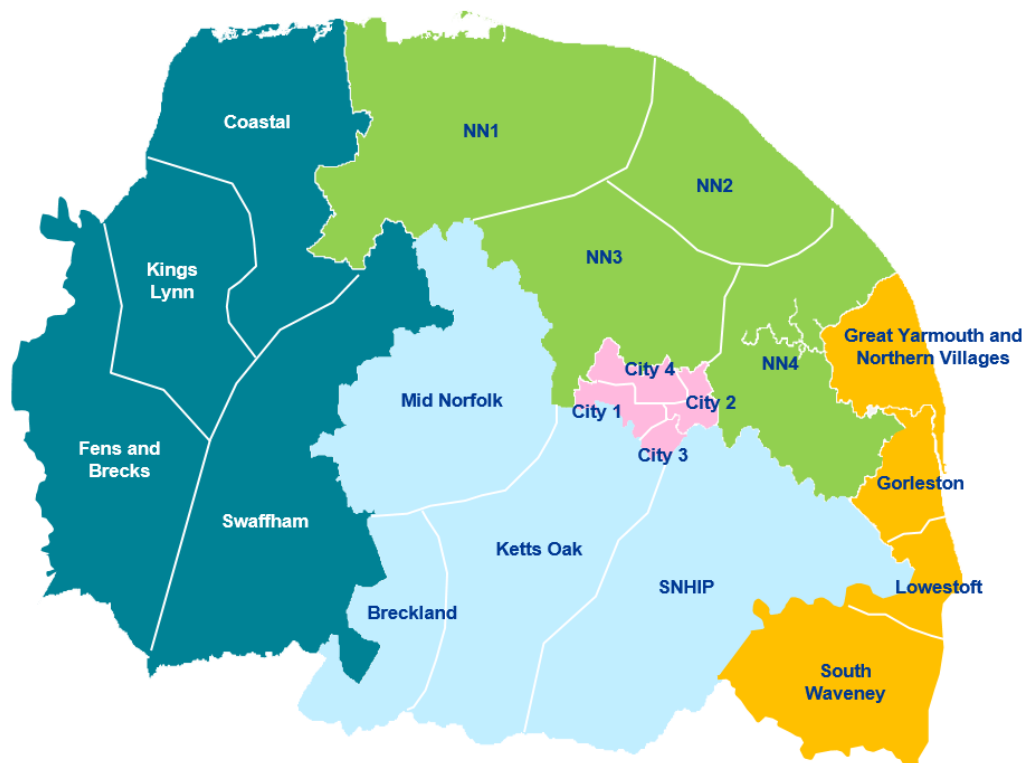 Coastal
NN1
NN2
NN3
Kings
Lynn
Great Yarmouth and
Northern Villages
NN4
City 4
Mid Norfolk
City 1
City 2
Fens and
Brecks
City 3
Gorleston
Swaffham
Ketts Oak
SNHIP
Lowestoft
Breckland
South
Waveney